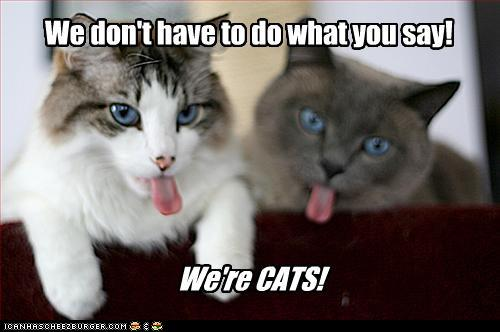 We don't have to do what you say!
We're CATS!
ICANHASCHEEZBURGER.COM